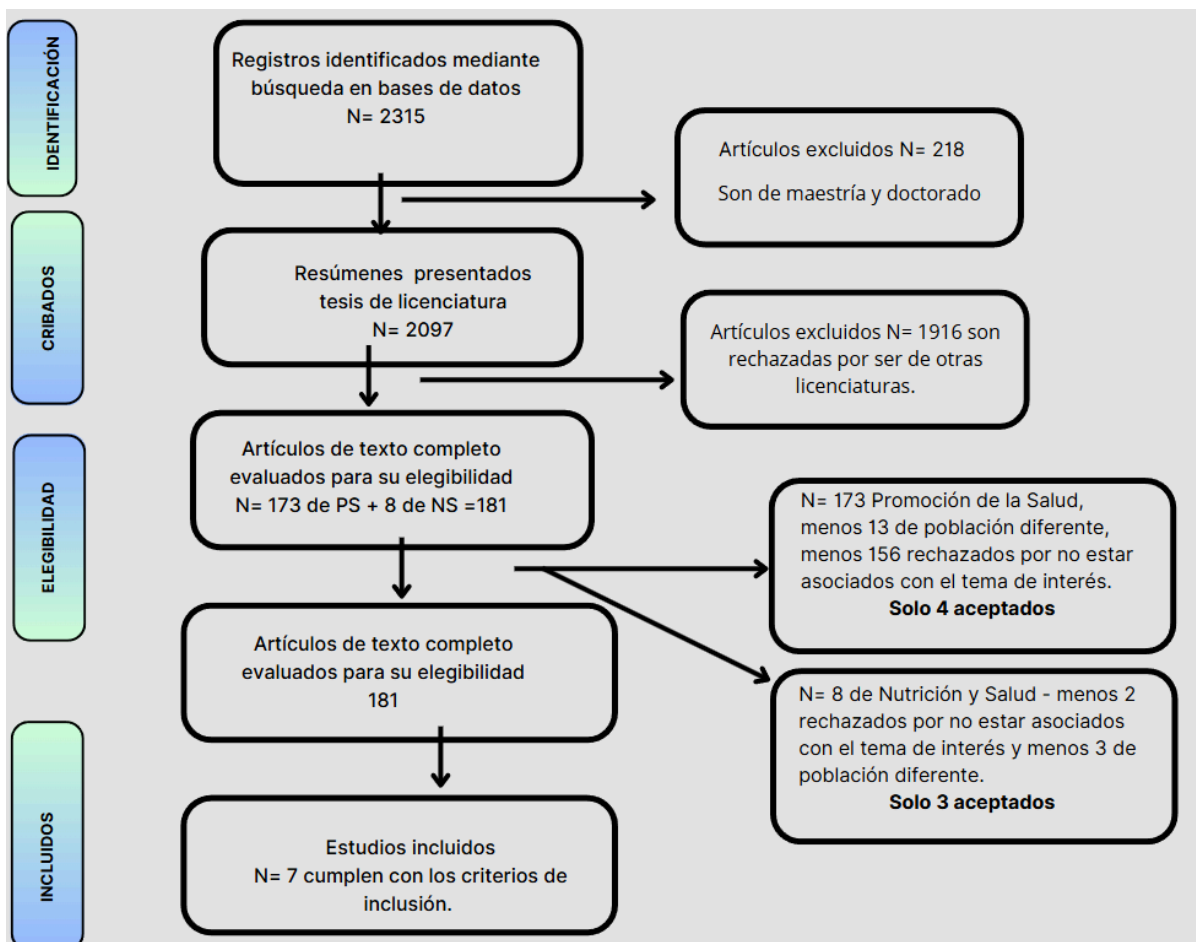 IDENTIFICACIÓN
Registros identificados mediante
búsqueda en bases de datos
N= 2315
Artículos excluidos N= 218
Son de maestría y doctorado
CRIBADOS
Resúmenes presentados
tesis de licenciatura
N= 2097
Artículos excluidos N= 1916 son
rechazadas por ser de otras
licenciaturas.
ELEGIBILIDAD
Artículos de texto completo
evaluados para su elegibilidad
N= 173 de PS + 8 de NS =181
N= 173 Promoción de la Salud,
menos 13 de población diferente,
menos 156 rechazados por no estar
asociados con el tema de interés.
Solo 4 aceptados
Artículos de texto completo
evaluados para su elegibilidad
181
N= 8 de Nutrición y Salud - menos 2
rechazados por no estar asociados
con el tema de interés y menos 3 de
población diferente.
Solo 3 aceptados
INCLUIDOS
Estudios incluidos
N= 7 cumplen con los criterios de
inclusión.